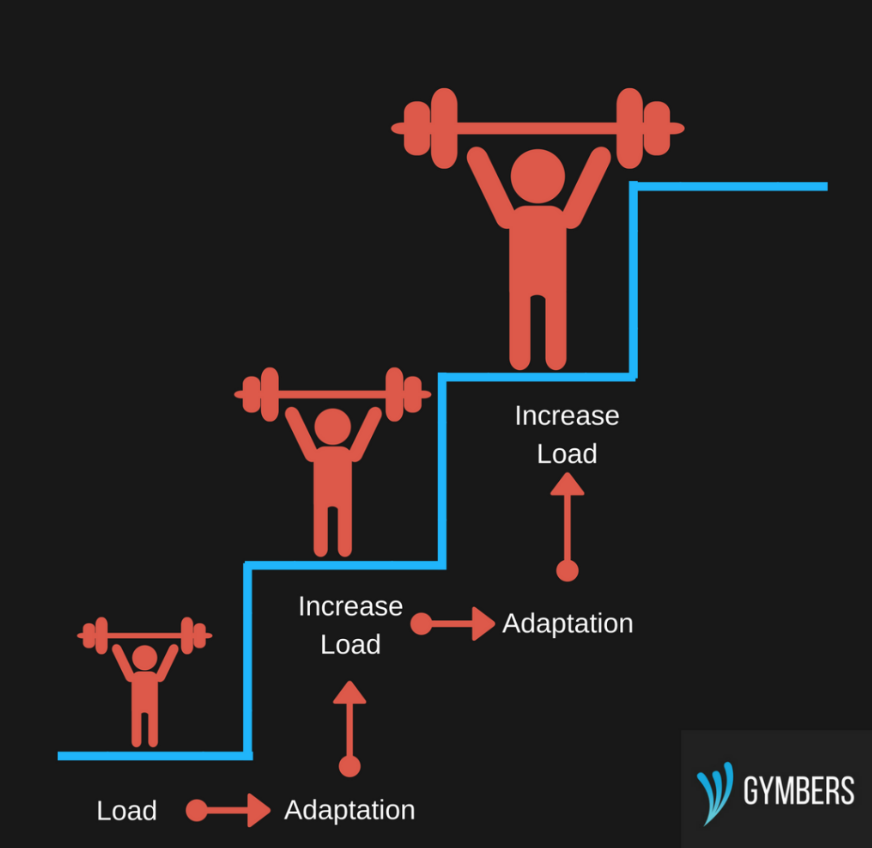 Increase
Load
Increase
Load
Adaptation
Load
Adaptation
GYMBERS